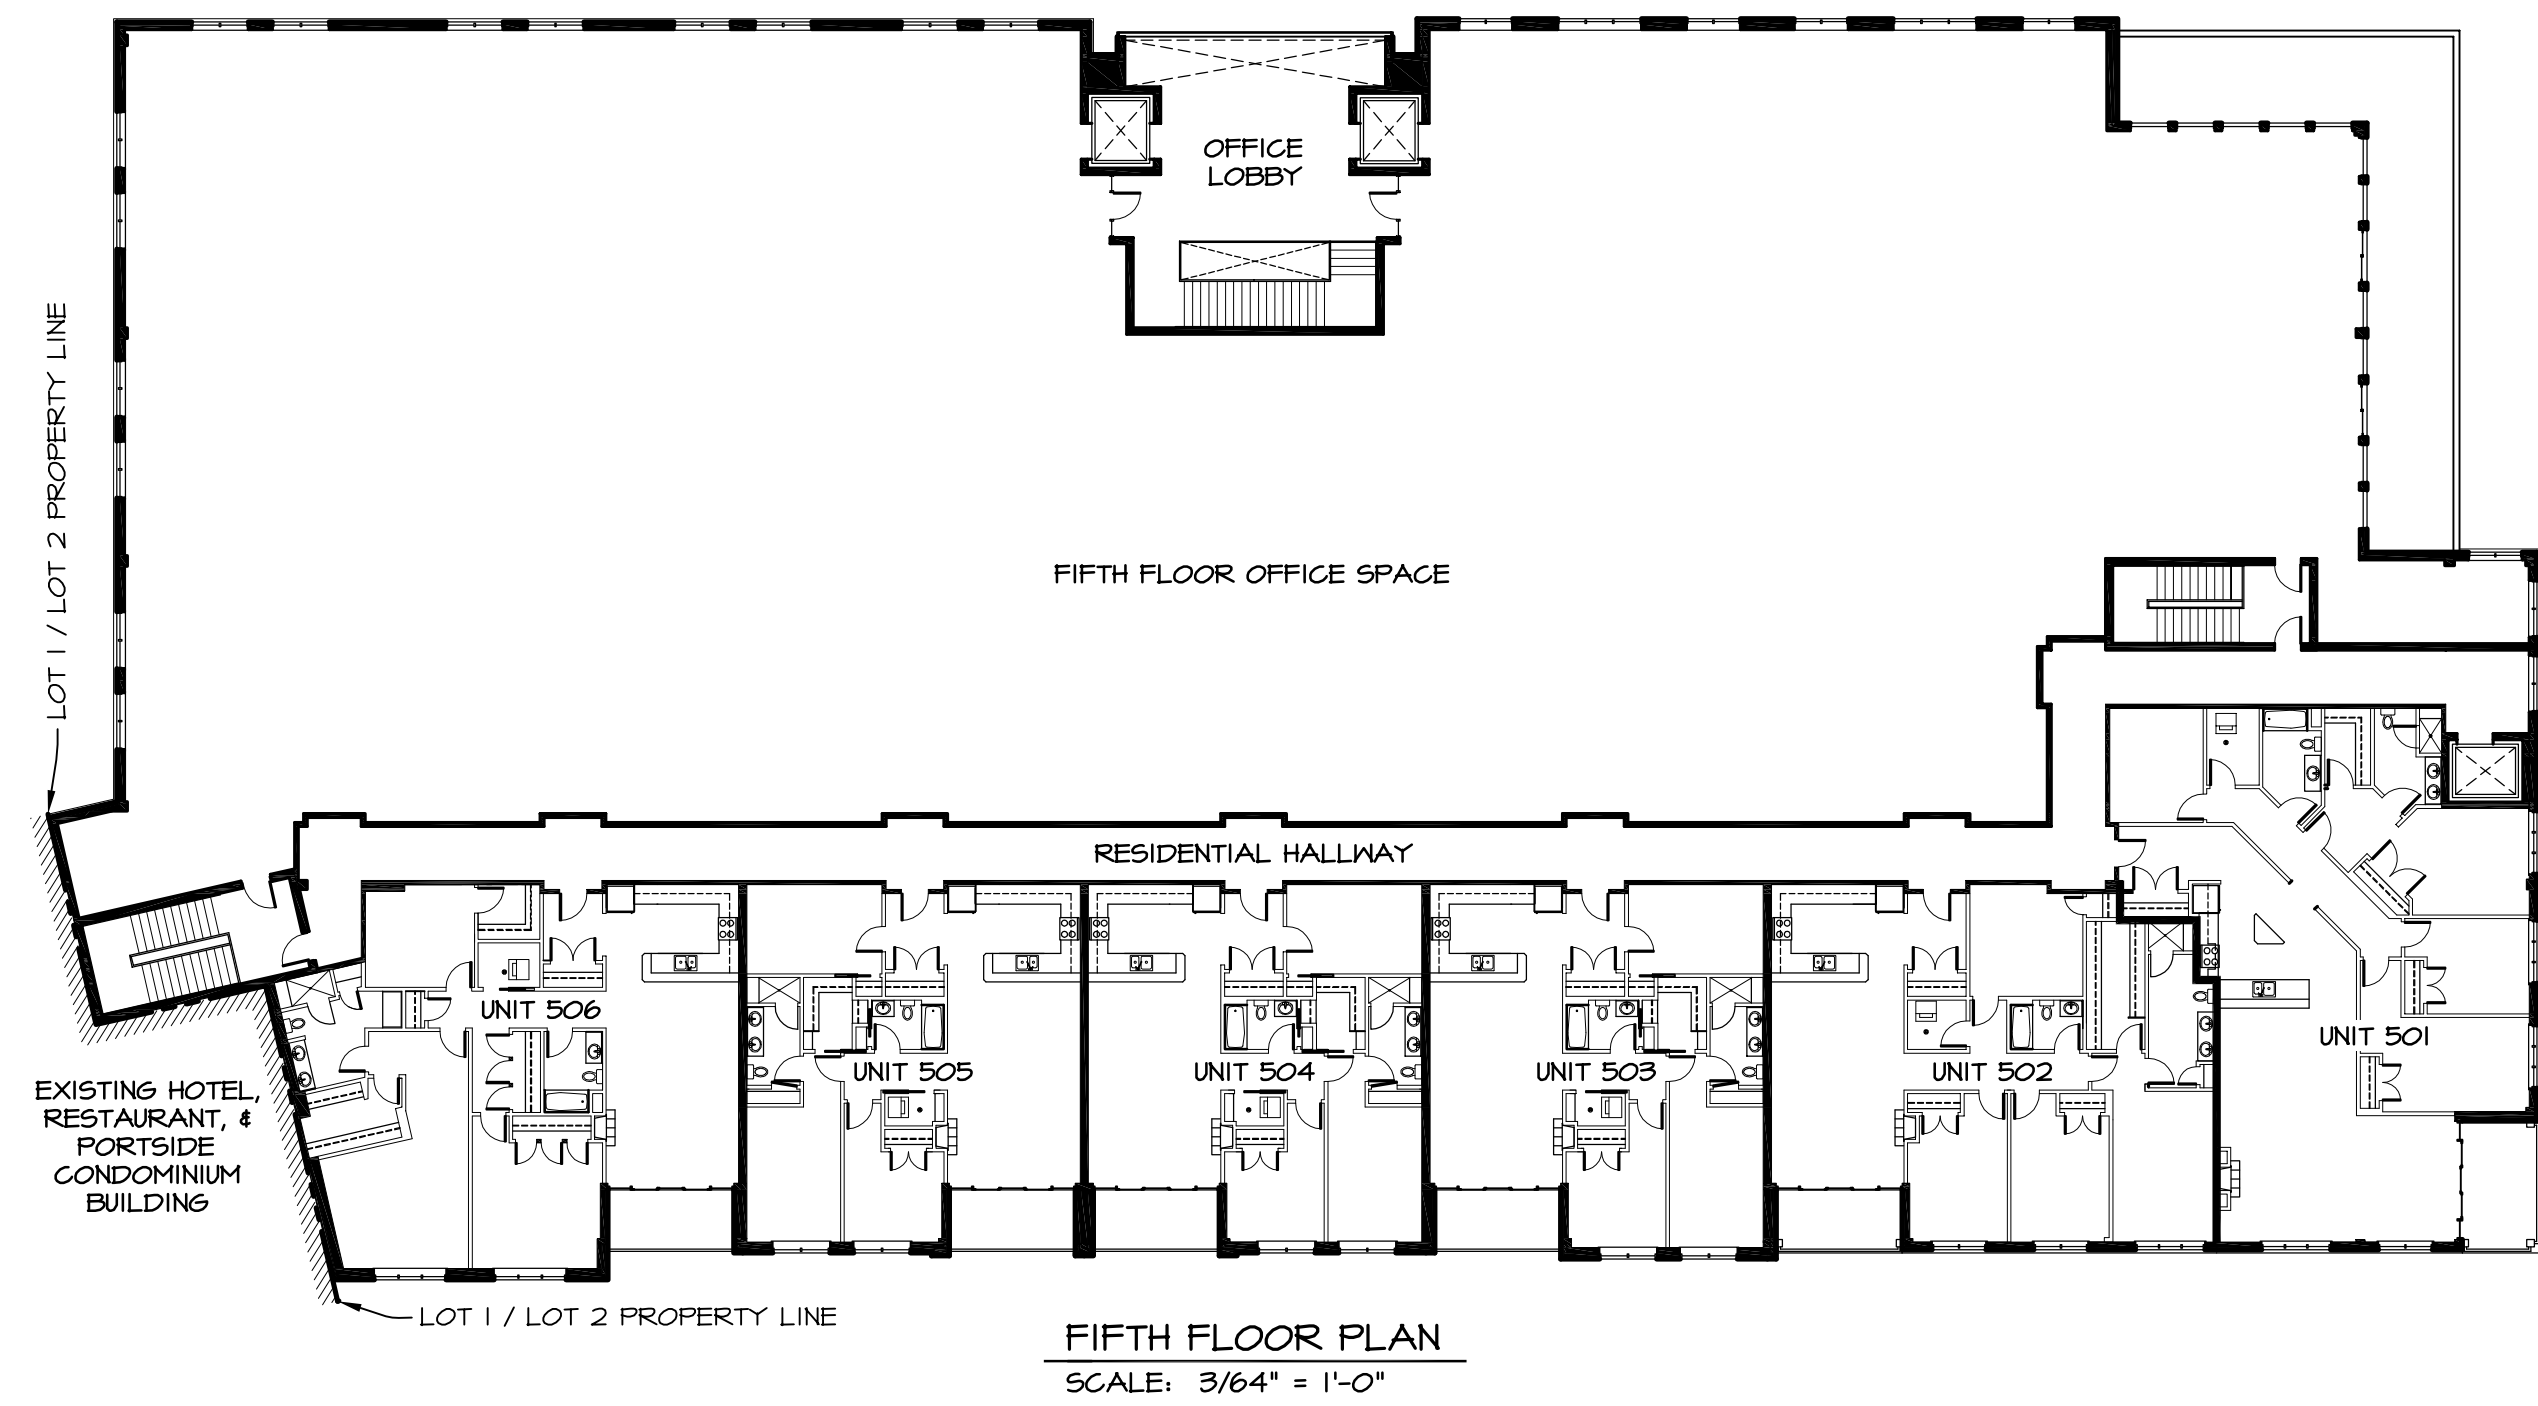 OFFICE
LOBBY
LOT 1 / LOT 2 PROPERTY LINE
FIFTH FLOOR OFFICE SPACE
RESIDENTIAL HALLWAY
UNIT 506
UNIT 505
UNIT 504
UNIT 503
UNIT 502
UNIT 501
EXISTING HOTEL,
RESTAURANT, &
PORTSIDE
CONDOMINIUM
BUILDING
LOT 1 / LOT 2 PROPERTY LINE
FIFTH FLOOR PLAN
SCALE: 3/64" = 1'-0"